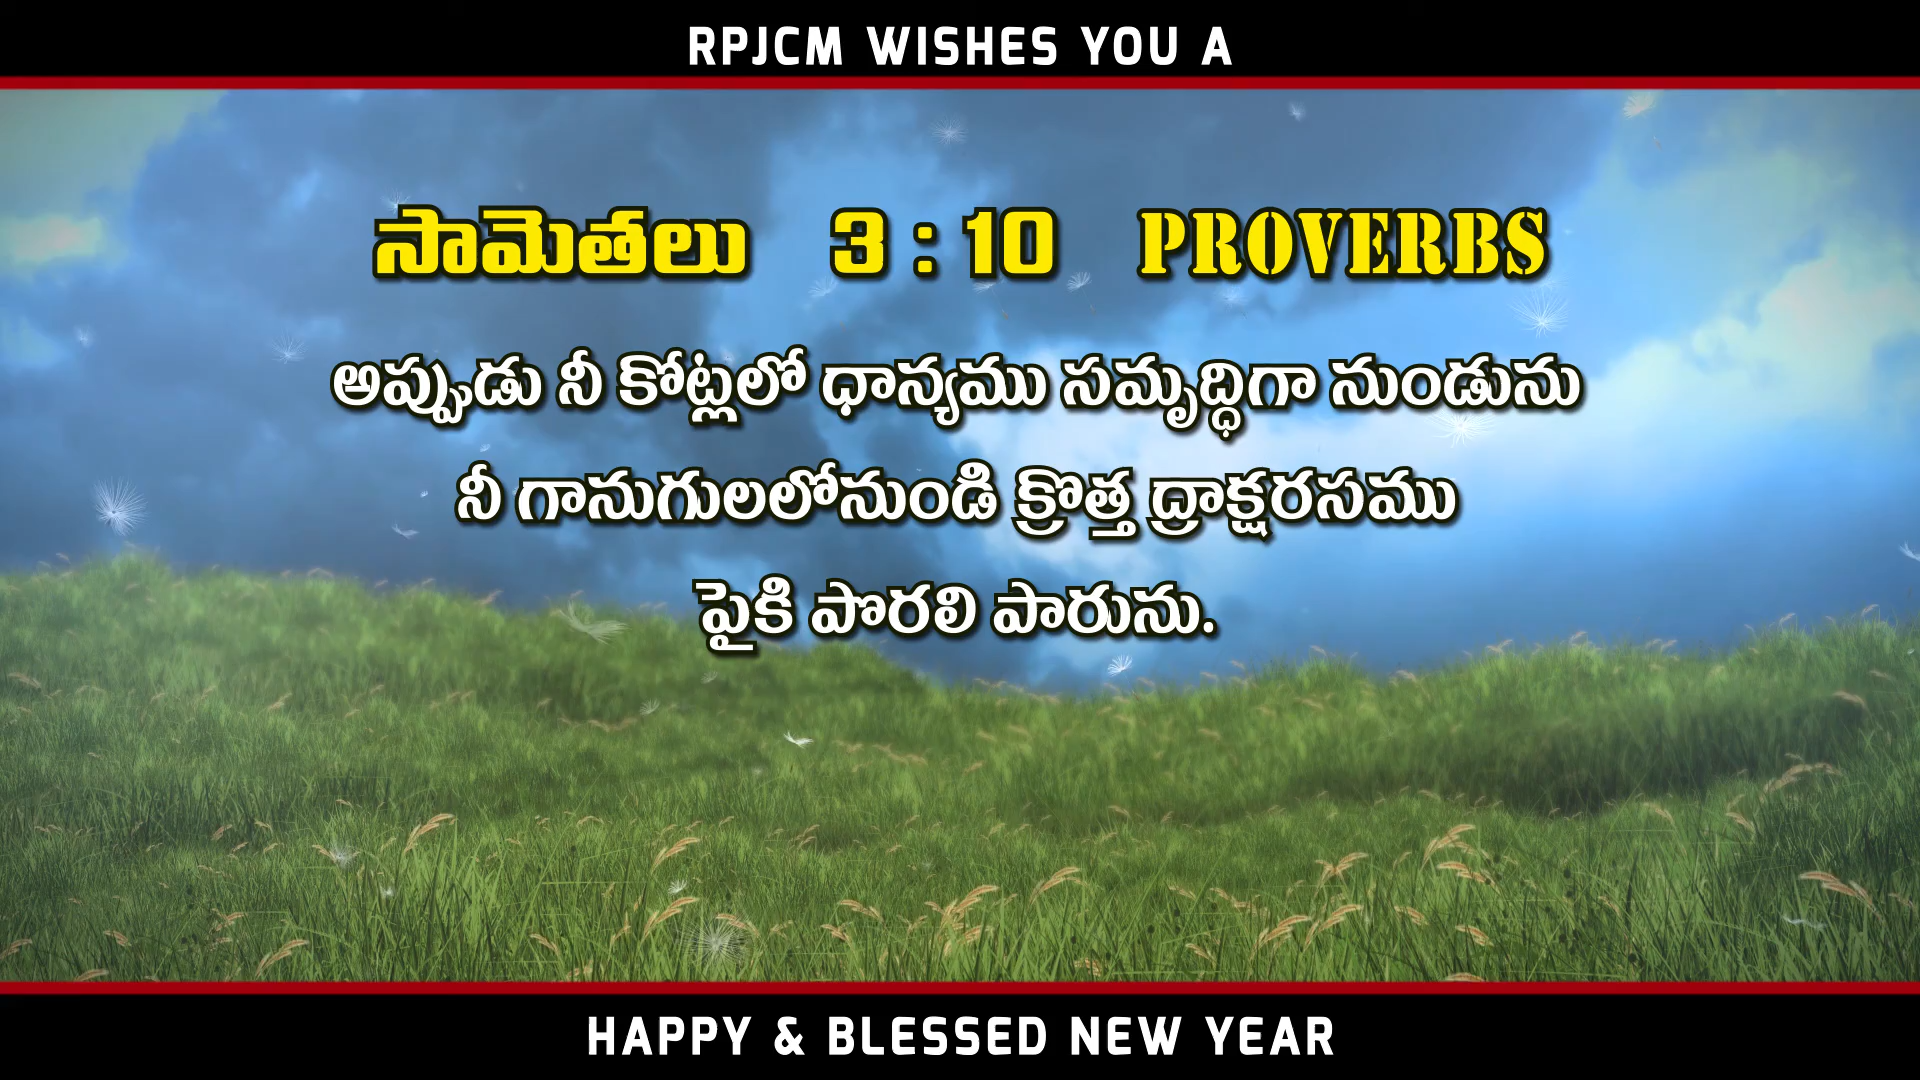 RPJCM WISHES YOU A
సామెతలు 3 : 10 PROVERBS
అప్పుడు నీ కోట్లలో ధాన్యము సమృద్ధిగా నుండును
నీ గానుగులలోనుండి క్రొత్త ద్రాక్షరసము
పైకి పొరలి పారును.
HAPPY & BLESSED NEW YEAR